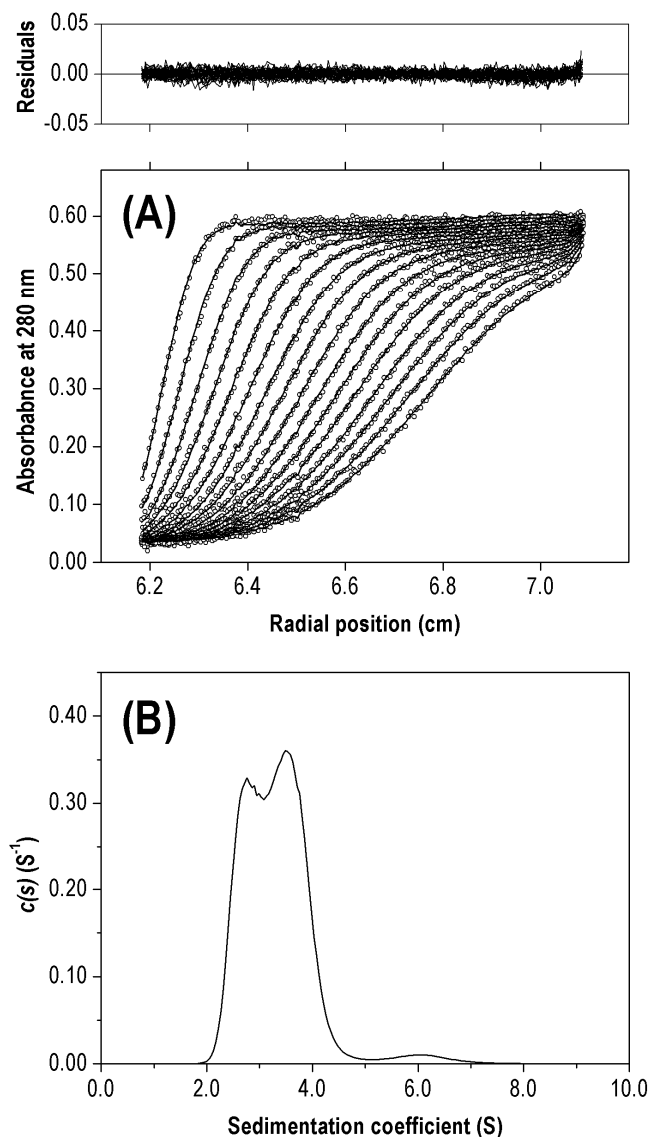 0.05
0.00
-0.05
Residuals
(A)
0.60
0.50
0.40
0.30
0.20
0.10
0.00
Absorbabnce at 280 nm
6.2 6.4 6.6 6.8 7.0
Radial position (cm)
(B)
0.40
0.30
0.20
0.10
0.00
c(s) (S⁻¹)
0.0 2.0 4.0 6.0 8.0 10.0
Sedimentation coefficient (S)